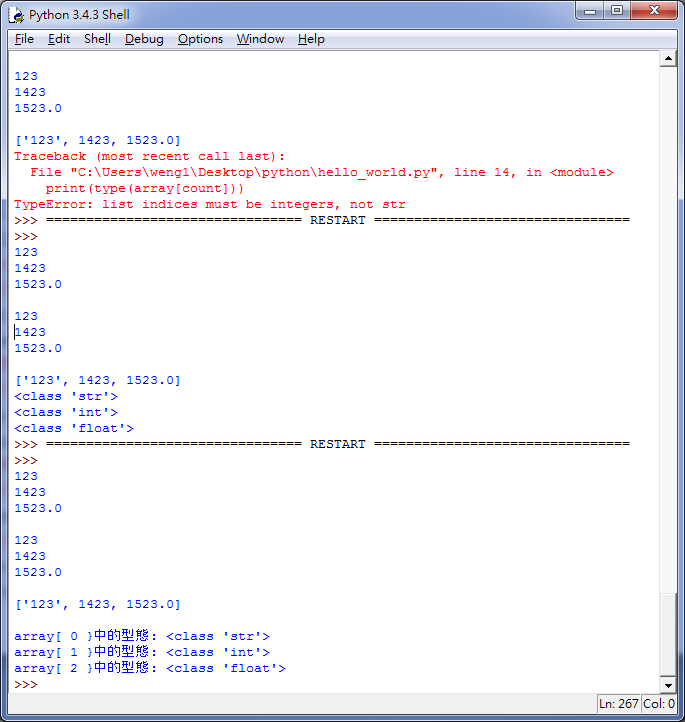 Python 3.4.3 Shell
File Edit Shell Debug Options Window Help
123
1423
1523.0
['123', 1423, 1523.0]
Traceback (most recent call last):
  File "C:\Users\weng1\Desktop\python\hello_world.py", line 14, in <module>
    print(type(array[count]))
TypeError: list indices must be integers, not str
>>> ================================ RESTART ================================
>>>
123
1423
1523.0
123
1423
1523.0
['123', 1423, 1523.0]
<class 'str'>
<class 'int'>
<class 'float'>
>>> ================================ RESTART ================================
>>>
123
1423
1523.0
123
1423
1523.0
['123', 1423, 1523.0]
array[ 0 }中的型態: <class 'str'>
array[ 1 }中的型態: <class 'int'>
array[ 2 }中的型態: <class 'float'>
>>>
Ln: 267 Col: 0